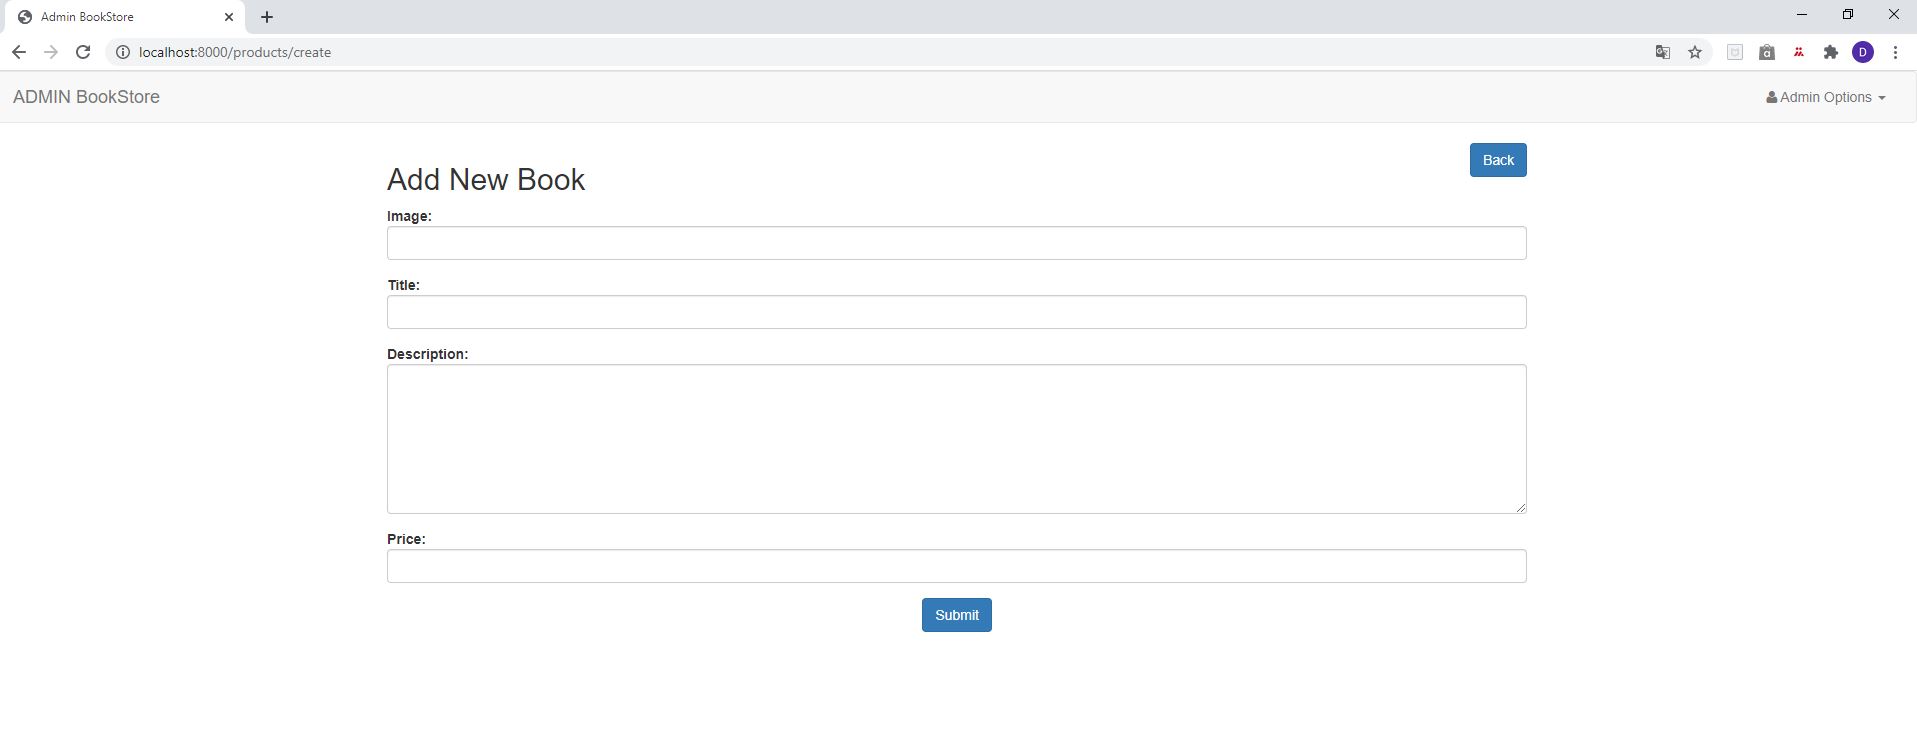 Admin BookStore
localhost:8000/products/create
D
ADMIN BookStore
Admin Options
Back
Add New Book
Image:
Title:
Description:
Price:
Submit